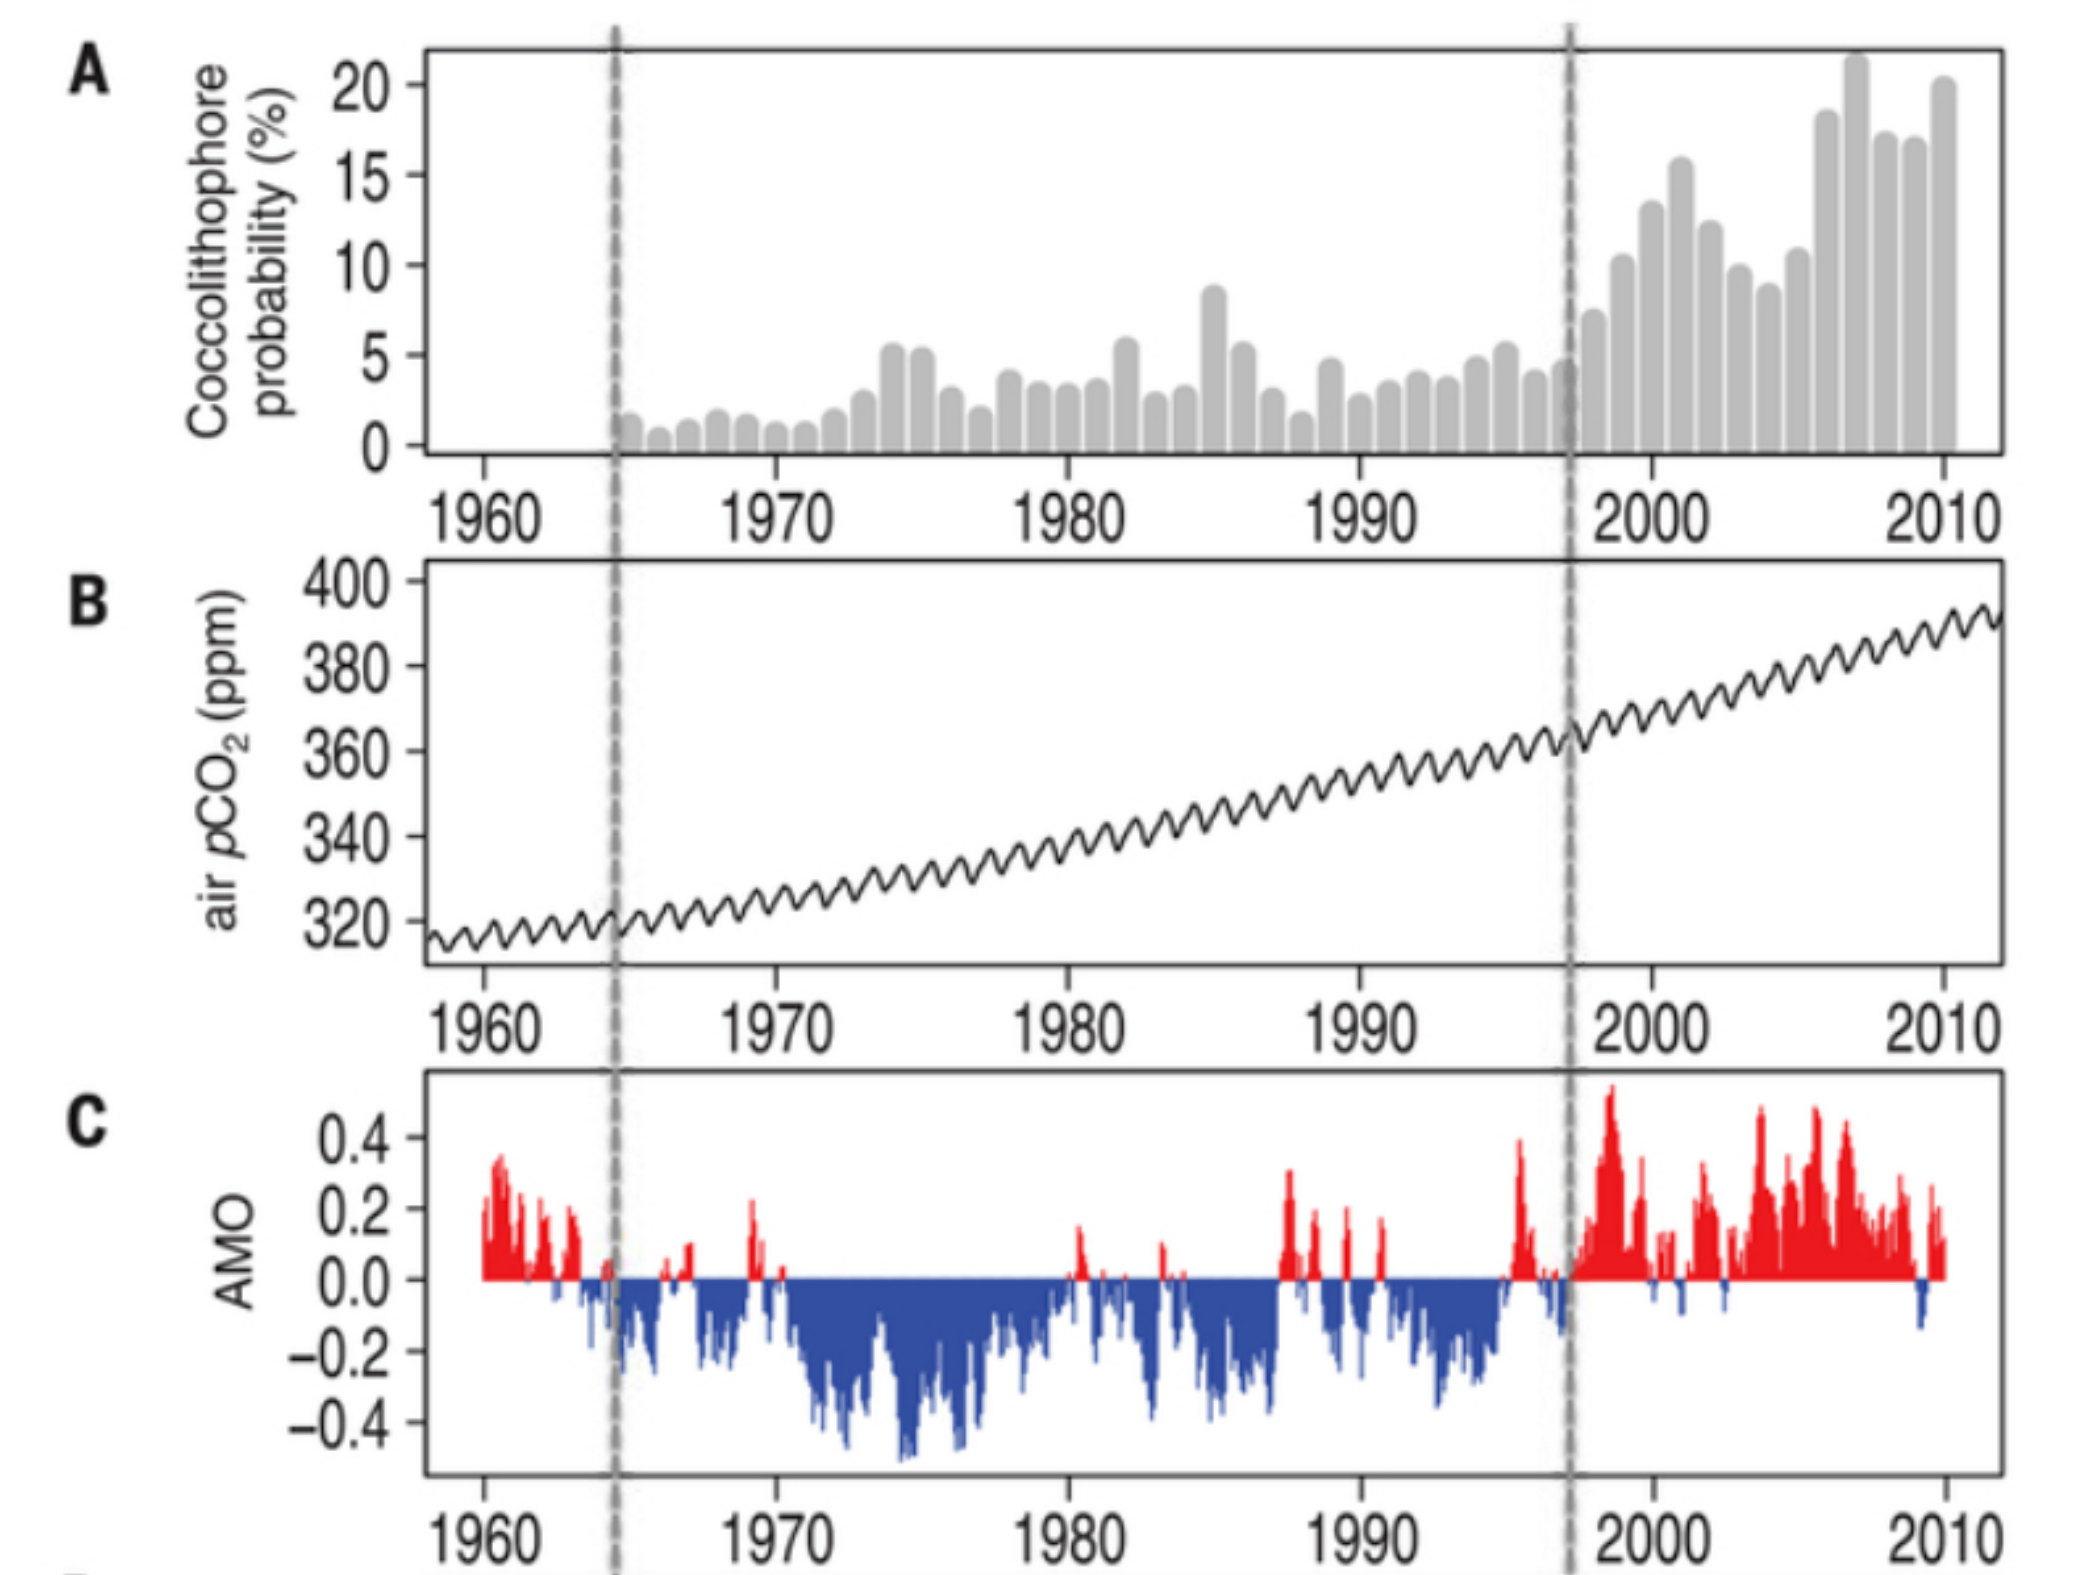 A
Coccolithophore
probability (%)
20
15
10
5
0
1960 1970 1980 1990 2000 2010
B
air pCO₂ (ppm)
400
380
360
340
320
1960 1970 1980 1990 2000 2010
C
AMO
0.4
0.2
0.0
−0.2
−0.4
1960 1970 1980 1990 2000 2010